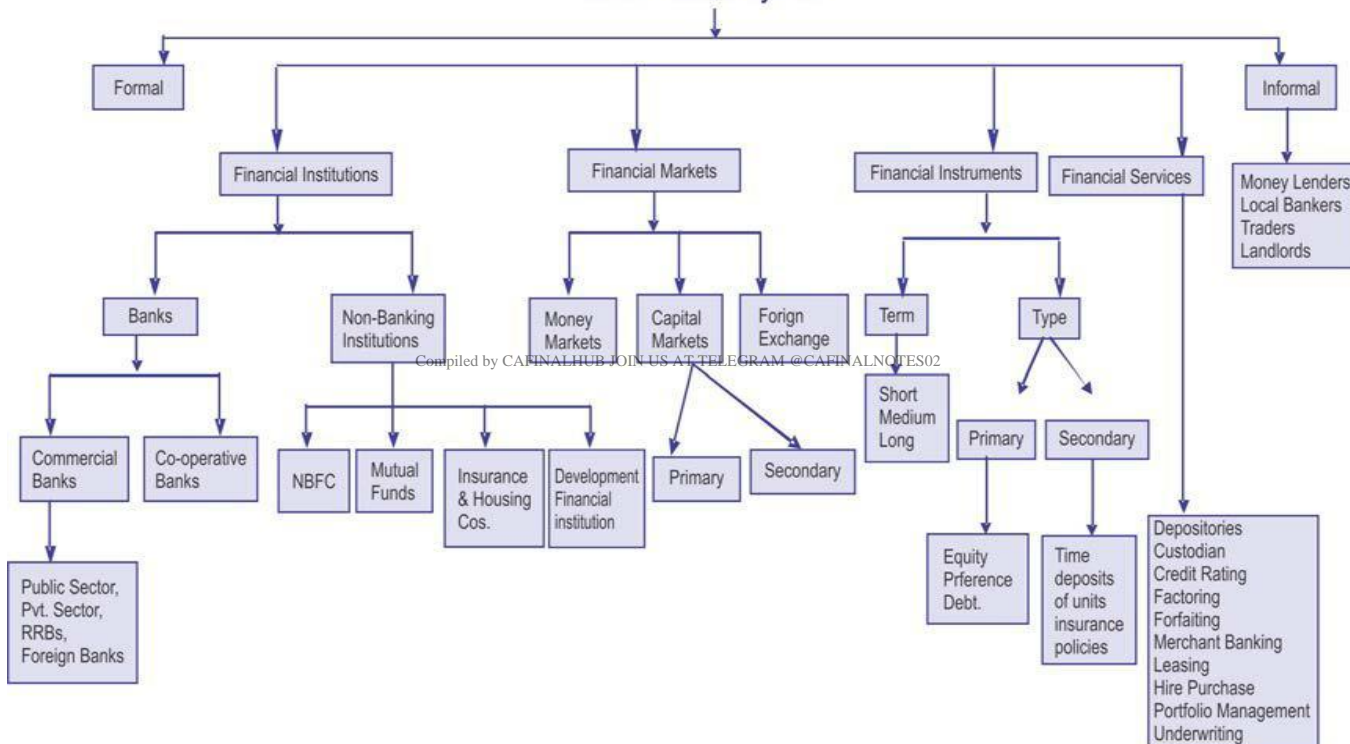 Formal
Informal
Financial Institutions
Financial Markets
Financial Instruments
Financial Services
Money Lenders
Local Bankers
Traders
Landlords
Banks
Non-Banking
Institutions
Money
Markets
Capital
Markets
Forign
Exchange
Term
Type
Compiled by CAFINALHUB JOIN US AT TELEGRAM @CAFINALNOTES02
Short
Medium
Long
Commercial
Banks
Co-operative
Banks
NBFC
Mutual
Funds
Insurance
& Housing
Cos.
Development
Financial
institution
Primary
Secondary
Primary
Secondary
Public Sector,
Pvt. Sector,
RRBs,
Foreign Banks
Equity
Prference
Debt.
Time
deposits
of units
insurance
policies
Depositories
Custodian
Credit Rating
Factoring
Forfaiting
Merchant Banking
Leasing
Hire Purchase
Portfolio Management
Underwriting